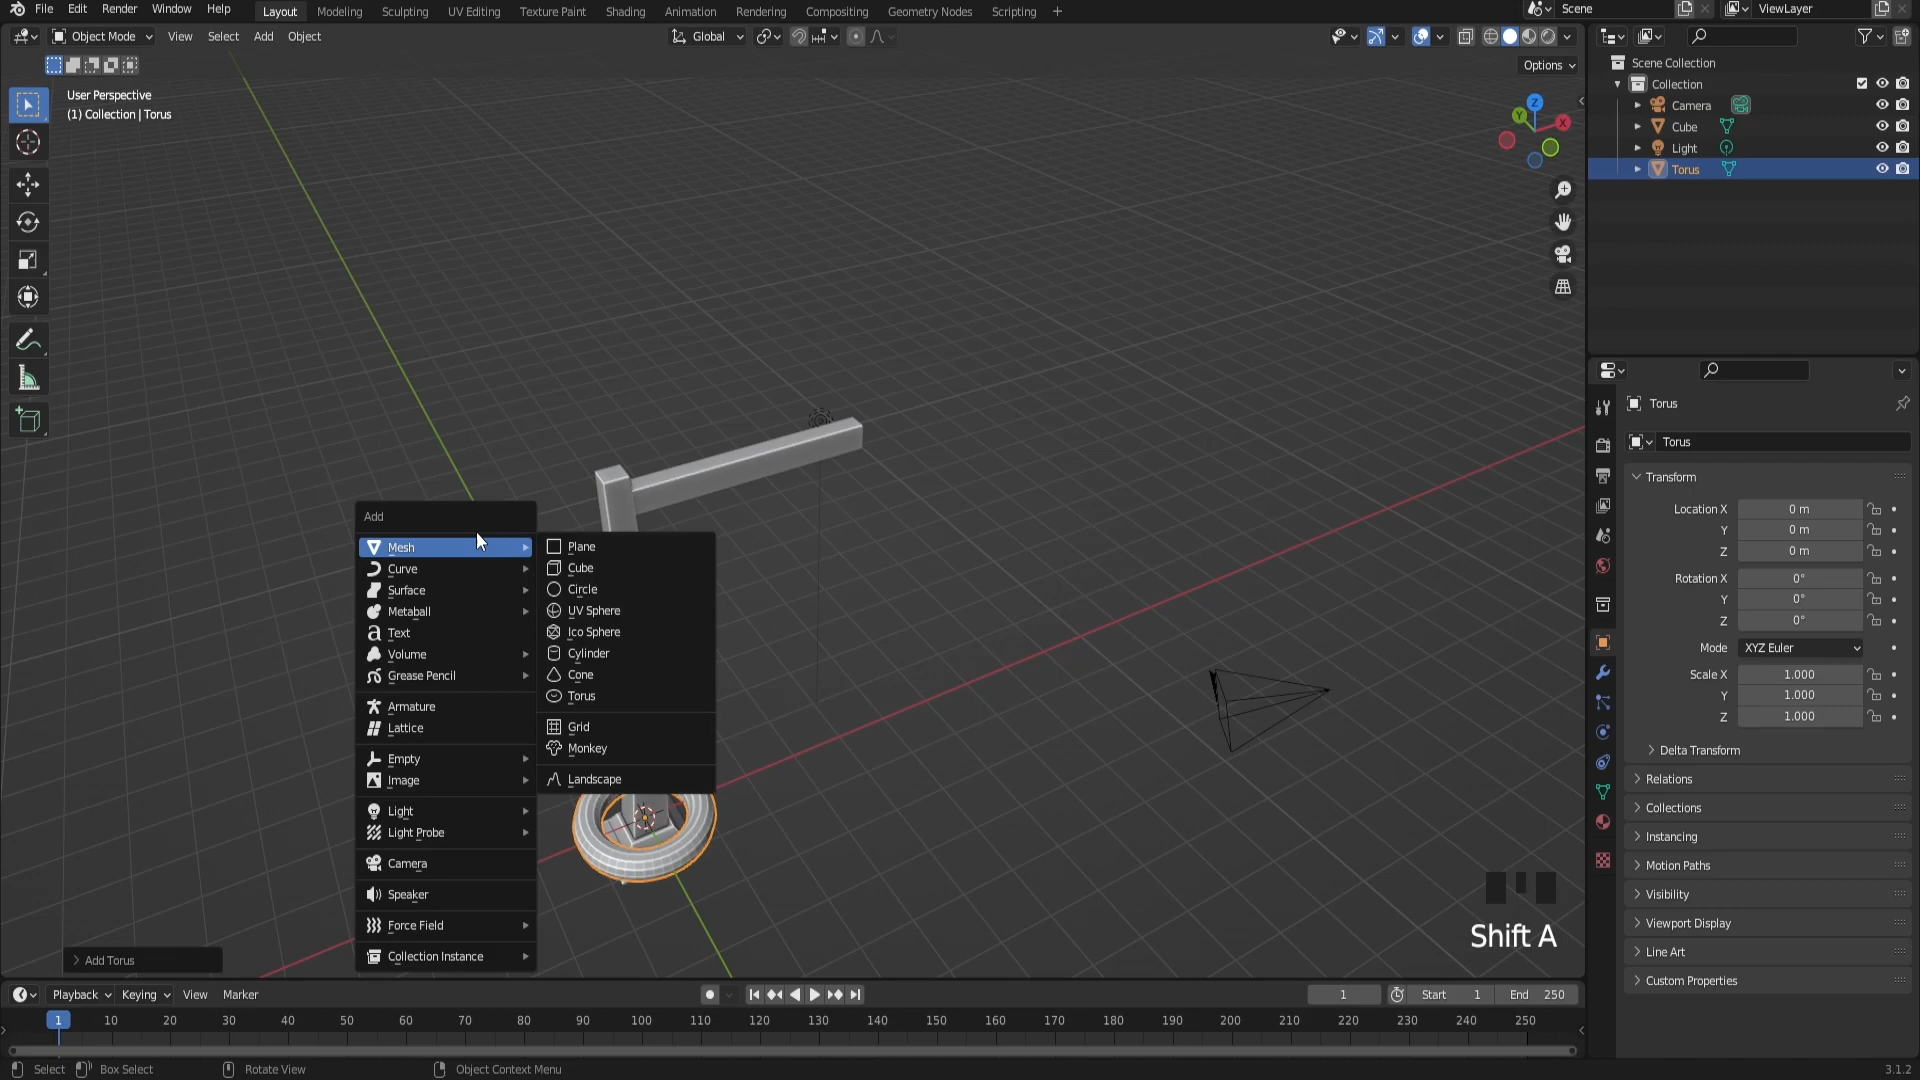 File Edit Render Window Help Layout Modeling Sculpting UV Editing Texture Paint Shading Animation Rendering Compositing Geometry Nodes Scripting + Scene ViewLayer
Object Mode View Select Add Object Global
Options
User Perspective
(1) Collection | Torus
Z
Y
X
Scene Collection
Collection
Camera
Cube
Light
Torus
Torus
Torus
Transform
Location X 0 m
Y 0 m
Z 0 m
Rotation X 0°
Y 0°
Z 0°
Mode XYZ Euler
Scale X 1.000
Y 1.000
Z 1.000
Delta Transform
Relations
Collections
Instancing
Motion Paths
Visibility
Viewport Display
Line Art
Custom Properties
Add
Mesh
Curve
Surface
Metaball
Text
Volume
Grease Pencil
Armature
Lattice
Empty
Image
Light
Light Probe
Camera
Speaker
Force Field
Collection Instance
Plane
Cube
Circle
UV Sphere
Ico Sphere
Cylinder
Cone
Torus
Grid
Monkey
Landscape
Shift A
Add Torus
Playback Keying View Marker 1 Start 1 End 250
1 10 20 30 40 50 60 70 80 90 100 110 120 130 140 150 160 170 180 190 200 210 220 230 240 250
Select Box Select Rotate View Object Context Menu 3.1.2